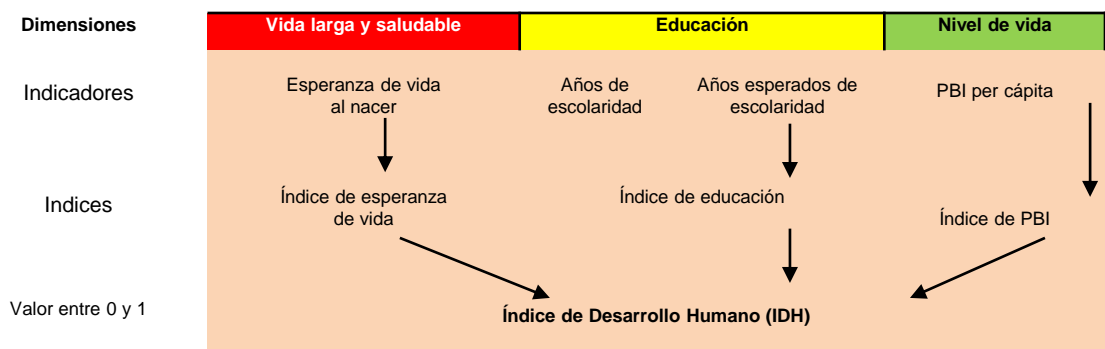 Dimensiones Vida larga y saludable Educación Nivel de vida
Indicadores
Esperanza de vida
al nacer
Años de
escolaridad
Años esperados de
escolaridad
PBI per cápita
Indices
Índice de esperanza
de vida
Índice de educación
Índice de PBI
Valor entre 0 y 1
Índice de Desarrollo Humano (IDH)